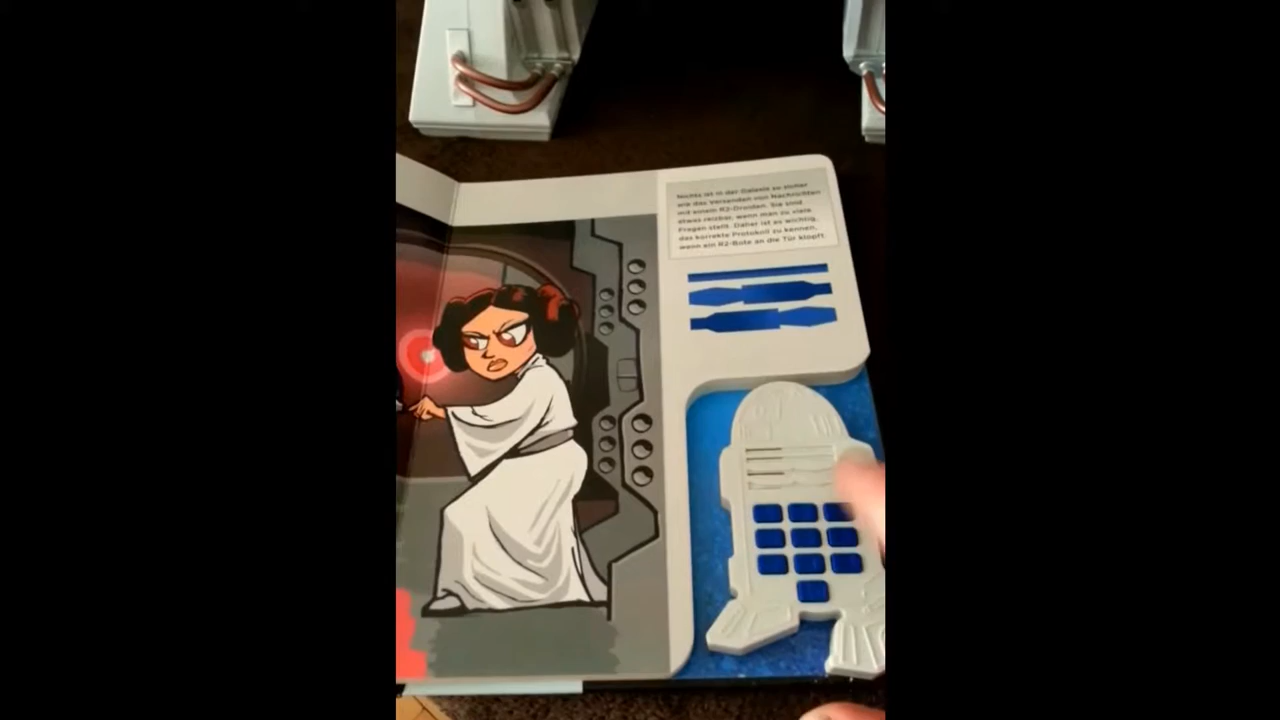 Nichts ist in der Galaxis so sicher
wie das Versenden von Nachrichten
mit einem R2-Droiden. Sie sind
etwas reizbar, wenn man zu viele
Fragen stellt. Daher ist es wichtig,
das korrekte Protokoll zu kennen,
wenn ein R2-Bote an die Tür klopft.